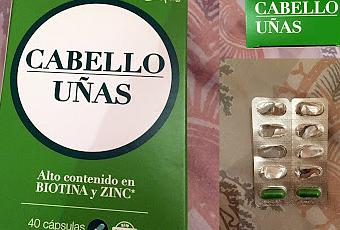 CABELLO
UÑAS
Alto contenido en
BIOTINA y ZINC*
40 cápsulas
CABELLO
UÑAS